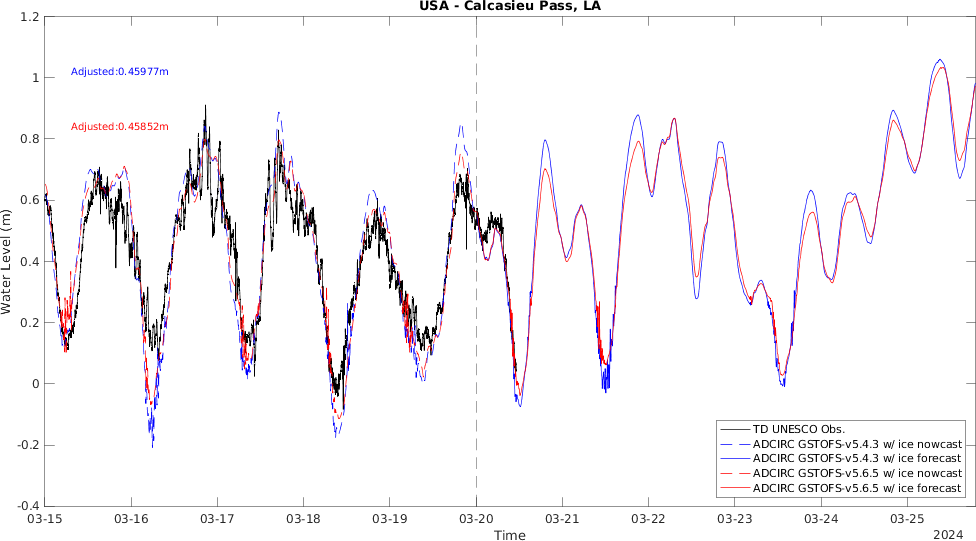 USA - Calcasieu Pass, LA
1.2
1
0.8
0.6
0.4
0.2
0
-0.2
-0.4
Water Level (m)
Adjusted:0.45977m
Adjusted:0.45852m
TD UNESCO Obs.
ADCIRC GSTOFS-v5.4.3 w/ ice nowcast
ADCIRC GSTOFS-v5.4.3 w/ ice forecast
ADCIRC GSTOFS-v5.6.5 w/ ice nowcast
ADCIRC GSTOFS-v5.6.5 w/ ice forecast
03-15 03-16 03-17 03-18 03-19 03-20 03-21 03-22 03-23 03-24 03-25
Time
2024